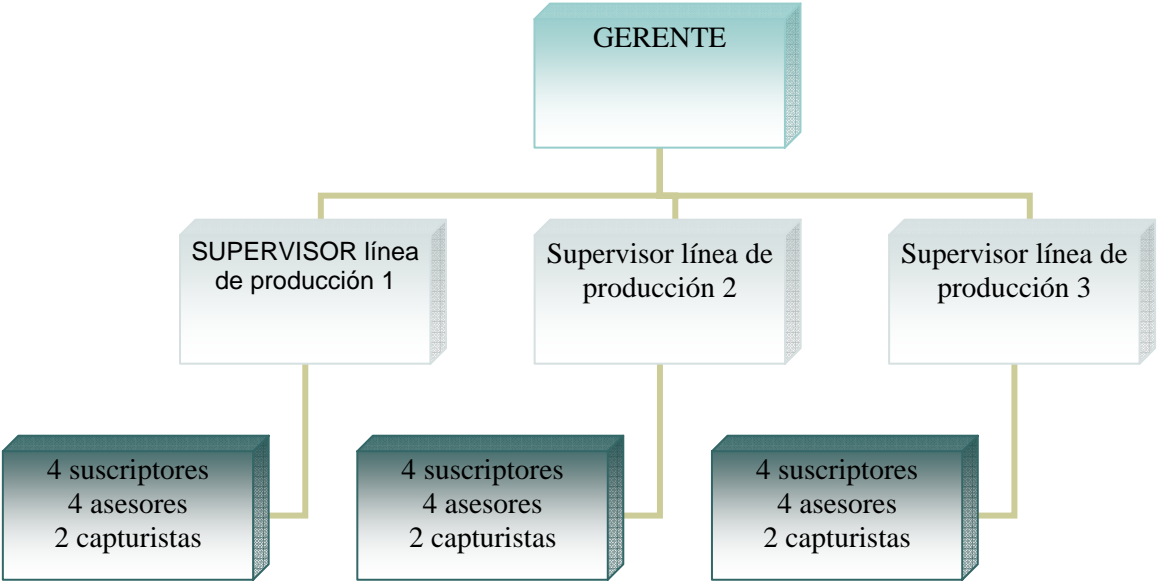 GERENTE
SUPERVISOR línea
de producción 1
Supervisor línea de
producción 2
Supervisor línea de
producción 3
4 suscriptores
4 asesores
2 capturistas
4 suscriptores
4 asesores
2 capturistas
4 suscriptores
4 asesores
2 capturistas